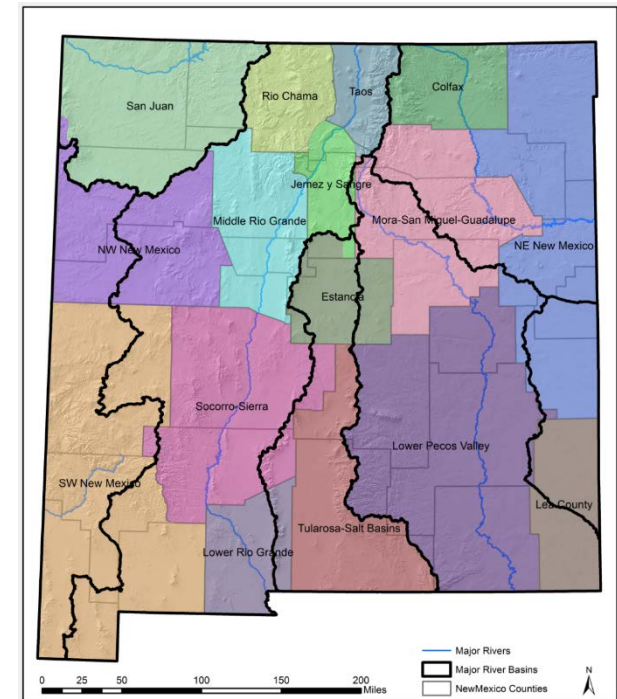 San Juan
Rio Chama
Taos
Colfax
Jemez y Sangre
Middle Rio Grande
Mora-San Miguel-Guadalupe
NW New Mexico
NE New Mexico
Estancia
Socorro-Sierra
Lower Pecos Valley
SW New Mexico
Lea County
Tularosa-Salt Basins
Lower Rio Grande
Major Rivers
Major River Basins
NewMexico Counties
0 25 50 100 150 200
Miles
N